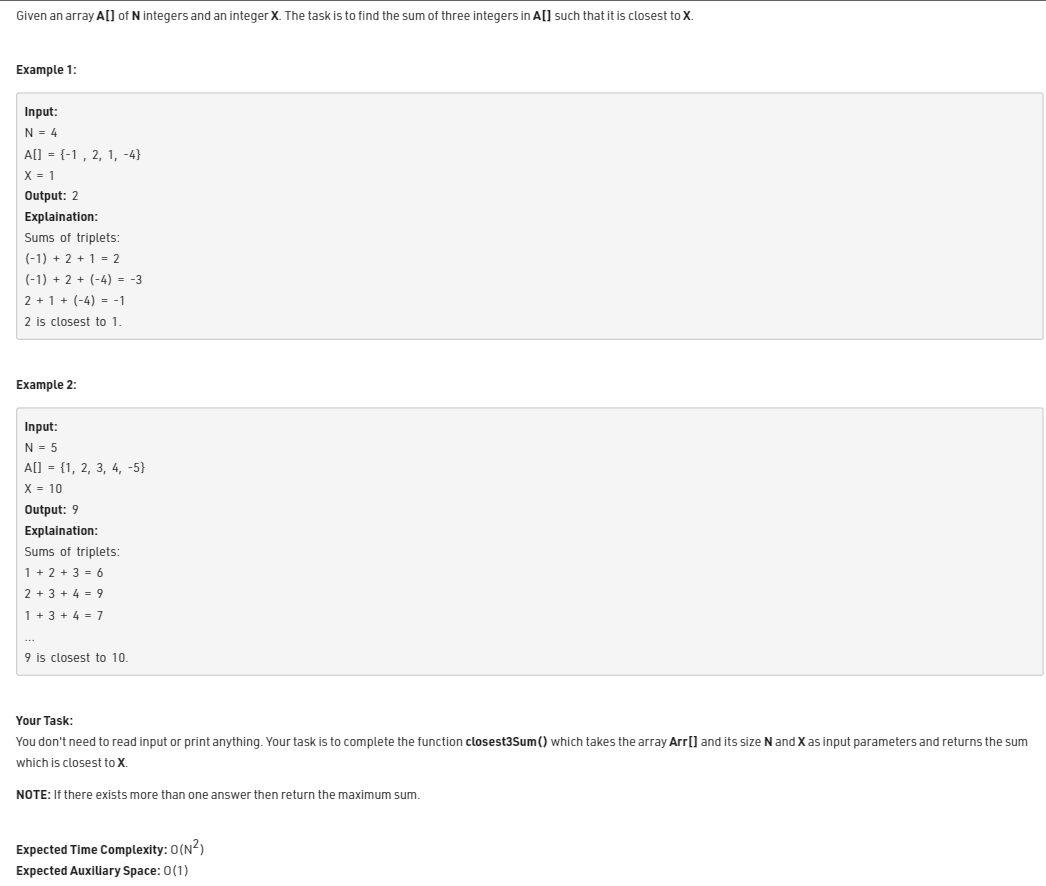 Given an array A[] of N integers and an integer X. The task is to find the sum of three integers in A[] such that it is closest to X.
Example 1:
Input:
N = 4
A[] = {-1 , 2, 1, -4}
X = 1
Output: 2
Explaination:
Sums of triplets:
(-1) + 2 + 1 = 2
(-1) + 2 + (-4) = -3
2 + 1 + (-4) = -1
2 is closest to 1.
Example 2:
Input:
N = 5
A[] = {1, 2, 3, 4, -5}
X = 10
Output: 9
Explaination:
Sums of triplets:
1 + 2 + 3 = 6
2 + 3 + 4 = 9
1 + 3 + 4 = 7
...
9 is closest to 10.
Your Task:
You don't need to read input or print anything. Your task is to complete the function closest3Sum() which takes the array Arr[] and its size N and X as input parameters and returns the sum
which is closest to X.
NOTE: If there exists more than one answer then return the maximum sum.
Expected Time Complexity: O(N²)
Expected Auxiliary Space: O(1)